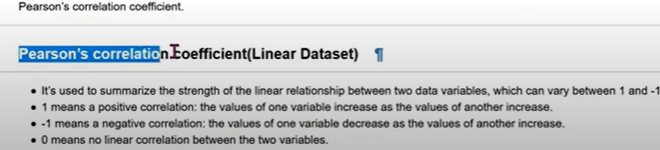 Pearson's correlation coefficient.
Pearson's correlation coefficient(Linear Dataset) ¶
• It's used to summarize the strength of the linear relationship between two data variables, which can vary between 1 and -1
• 1 means a positive correlation: the values of one variable increase as the values of another increase.
• -1 means a negative correlation: the values of one variable decrease as the values of another increase.
• 0 means no linear correlation between the two variables.